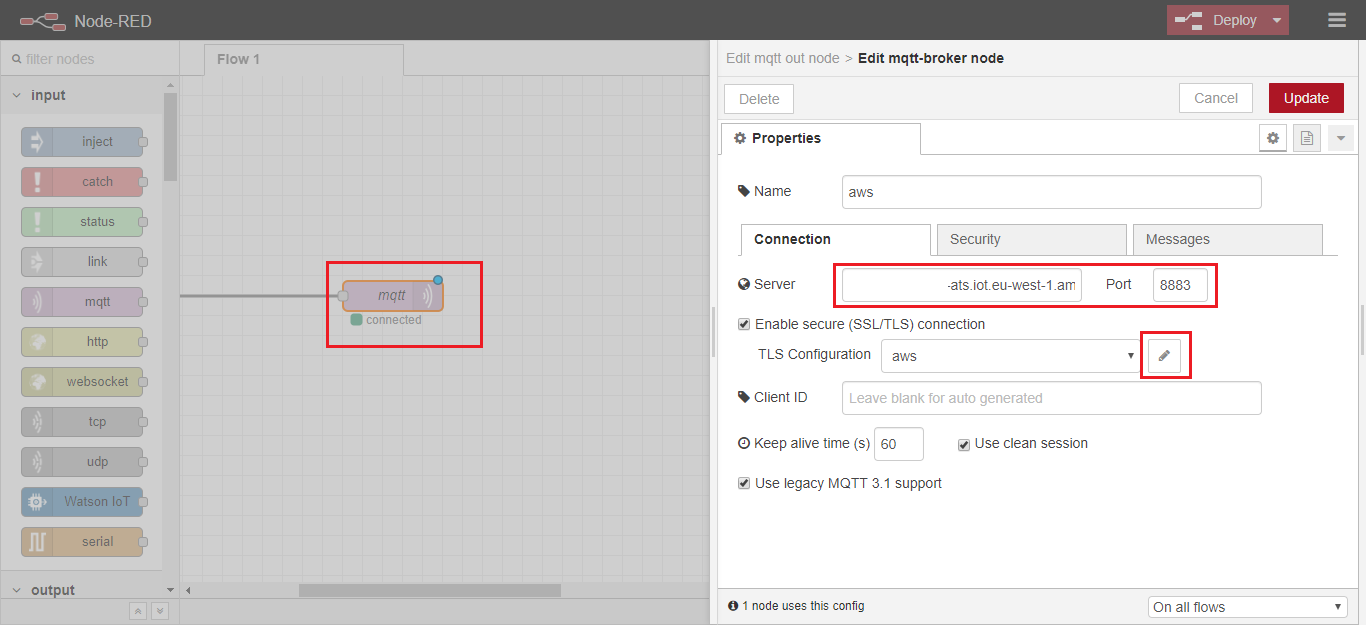 Node-RED
Deploy
filter nodes
Flow 1
input
inject
catch
status
link
mqtt
http
websocket
tcp
udp
Watson IoT
serial
output
mqtt
connected
Edit mqtt out node > Edit mqtt-broker node
Delete
Cancel
Update
Properties
Name
aws
Connection
Security
Messages
Server
-ats.iot.eu-west-1.am
Port
8883
Enable secure (SSL/TLS) connection
TLS Configuration
aws
Client ID
Leave blank for auto generated
Keep alive time (s)
60
Use clean session
Use legacy MQTT 3.1 support
1 node uses this config
On all flows